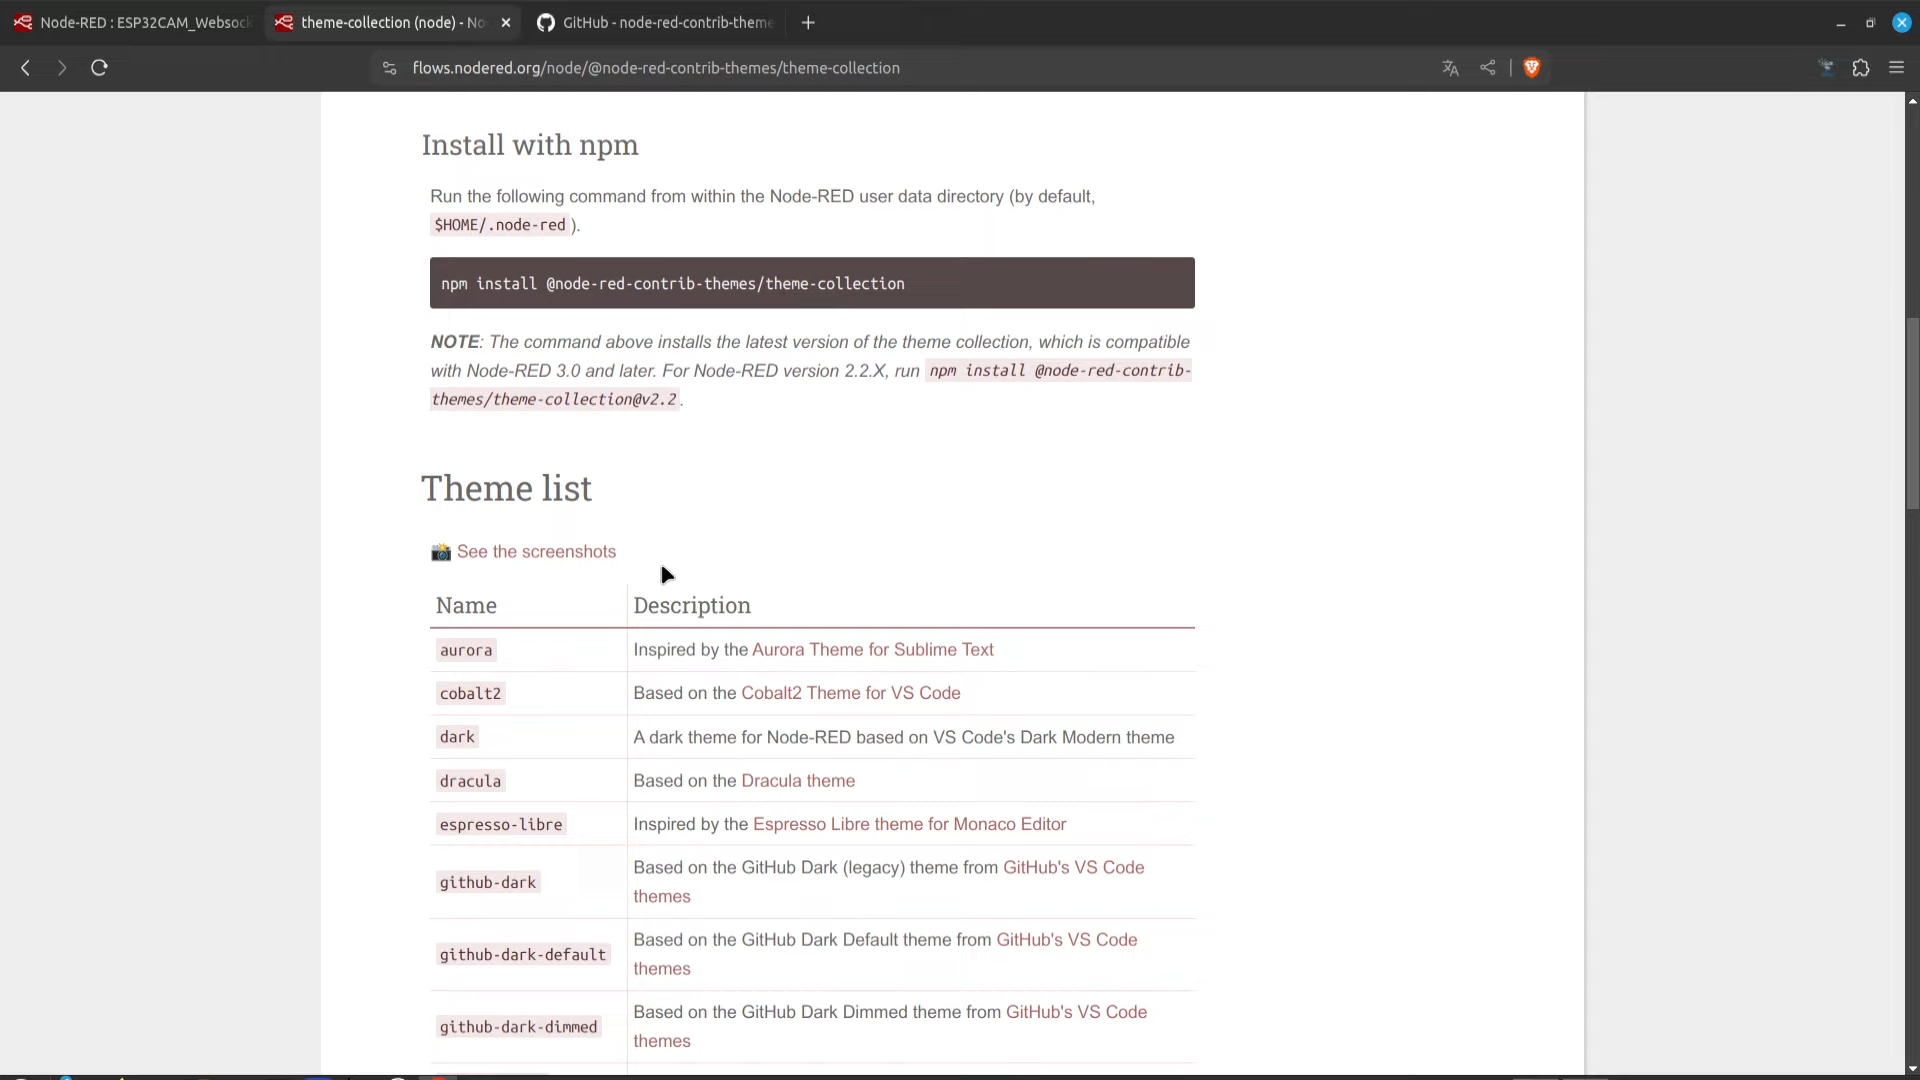 Node-RED : ESP32CAM_Websock
theme-collection (node) - No
GitHub - node-red-contrib-theme
flows.nodered.org/node/@node-red-contrib-themes/theme-collection
Install with npm
Run the following command from within the Node-RED user data directory (by default,
$HOME/.node-red ).
npm install @node-red-contrib-themes/theme-collection
NOTE: The command above installs the latest version of the theme collection, which is compatible
with Node-RED 3.0 and later. For Node-RED version 2.2.X, run npm install @node-red-contrib-
themes/theme-collection@v2.2 .
Theme list
See the screenshots
Name Description
aurora Inspired by the Aurora Theme for Sublime Text
cobalt2 Based on the Cobalt2 Theme for VS Code
dark A dark theme for Node-RED based on VS Code's Dark Modern theme
dracula Based on the Dracula theme
espresso-libre Inspired by the Espresso Libre theme for Monaco Editor
github-dark Based on the GitHub Dark (legacy) theme from GitHub's VS Code
themes
github-dark-default Based on the GitHub Dark Default theme from GitHub's VS Code
themes
github-dark-dimmed Based on the GitHub Dark Dimmed theme from GitHub's VS Code
themes